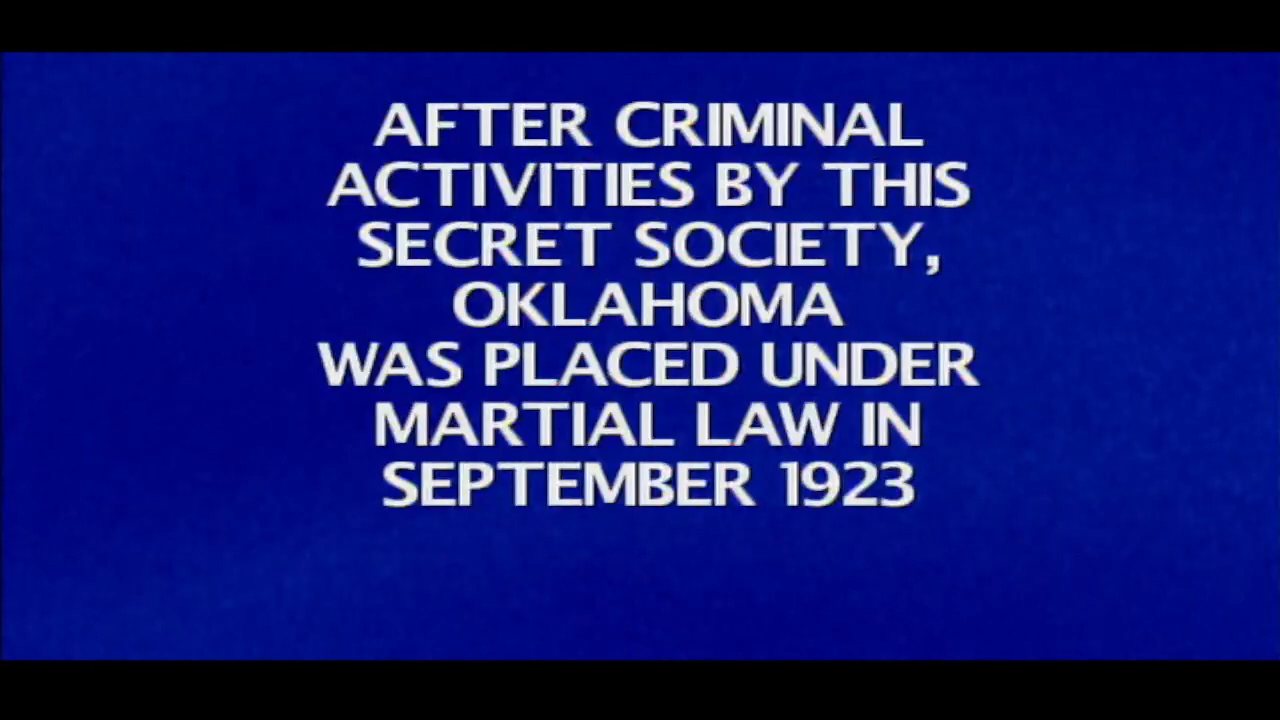 AFTER CRIMINAL
ACTIVITIES BY THIS
SECRET SOCIETY,
OKLAHOMA
WAS PLACED UNDER
MARTIAL LAW IN
SEPTEMBER 1923